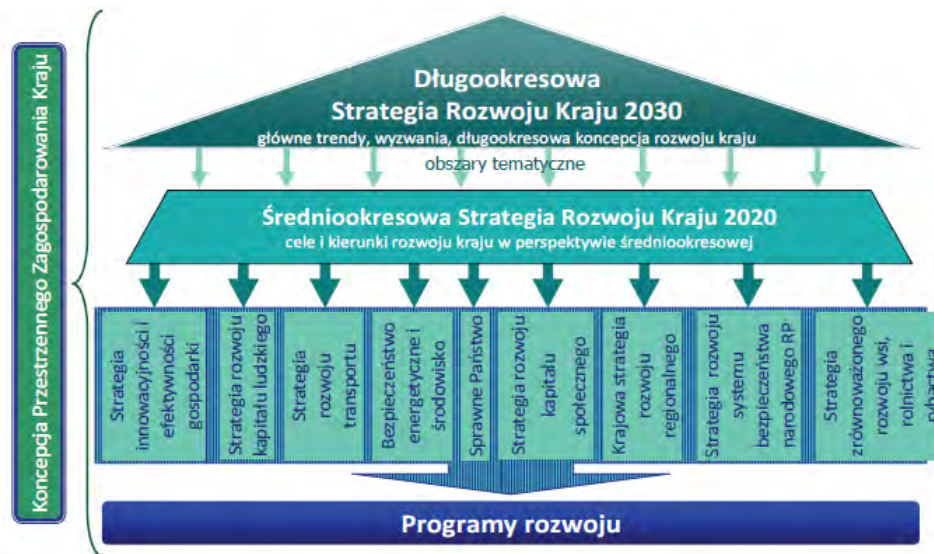 Koncepcja Przestrzennego Zagospodarowania Kraju
Długookresowa
Strategia Rozwoju Kraju 2030
główne trendy, wyzwania, długookresowa koncepcja rozwoju kraju
obszary tematyczne
Średniookresowa Strategia Rozwoju Kraju 2020
cele i kierunki rozwoju kraju w perspektywie średniookresowej
Strategia
innowacyjności i
efektywności
gospodarki
Strategia rozwoju
kapitału ludzkiego
Strategia
rozwoju
transportu
Bezpieczeństwo
energetyczne i
środowisko
Sprawne Państwo
Strategia rozwoju
kapitału
społecznego
Krajowa strategia
rozwoju
regionalnego
Strategia rozwoju
systemu
bezpieczeństwa
narodowego RP
Strategia
zrównoważonego
rozwoju wsi,
rolnictwa i
rybactwa
Programy rozwoju